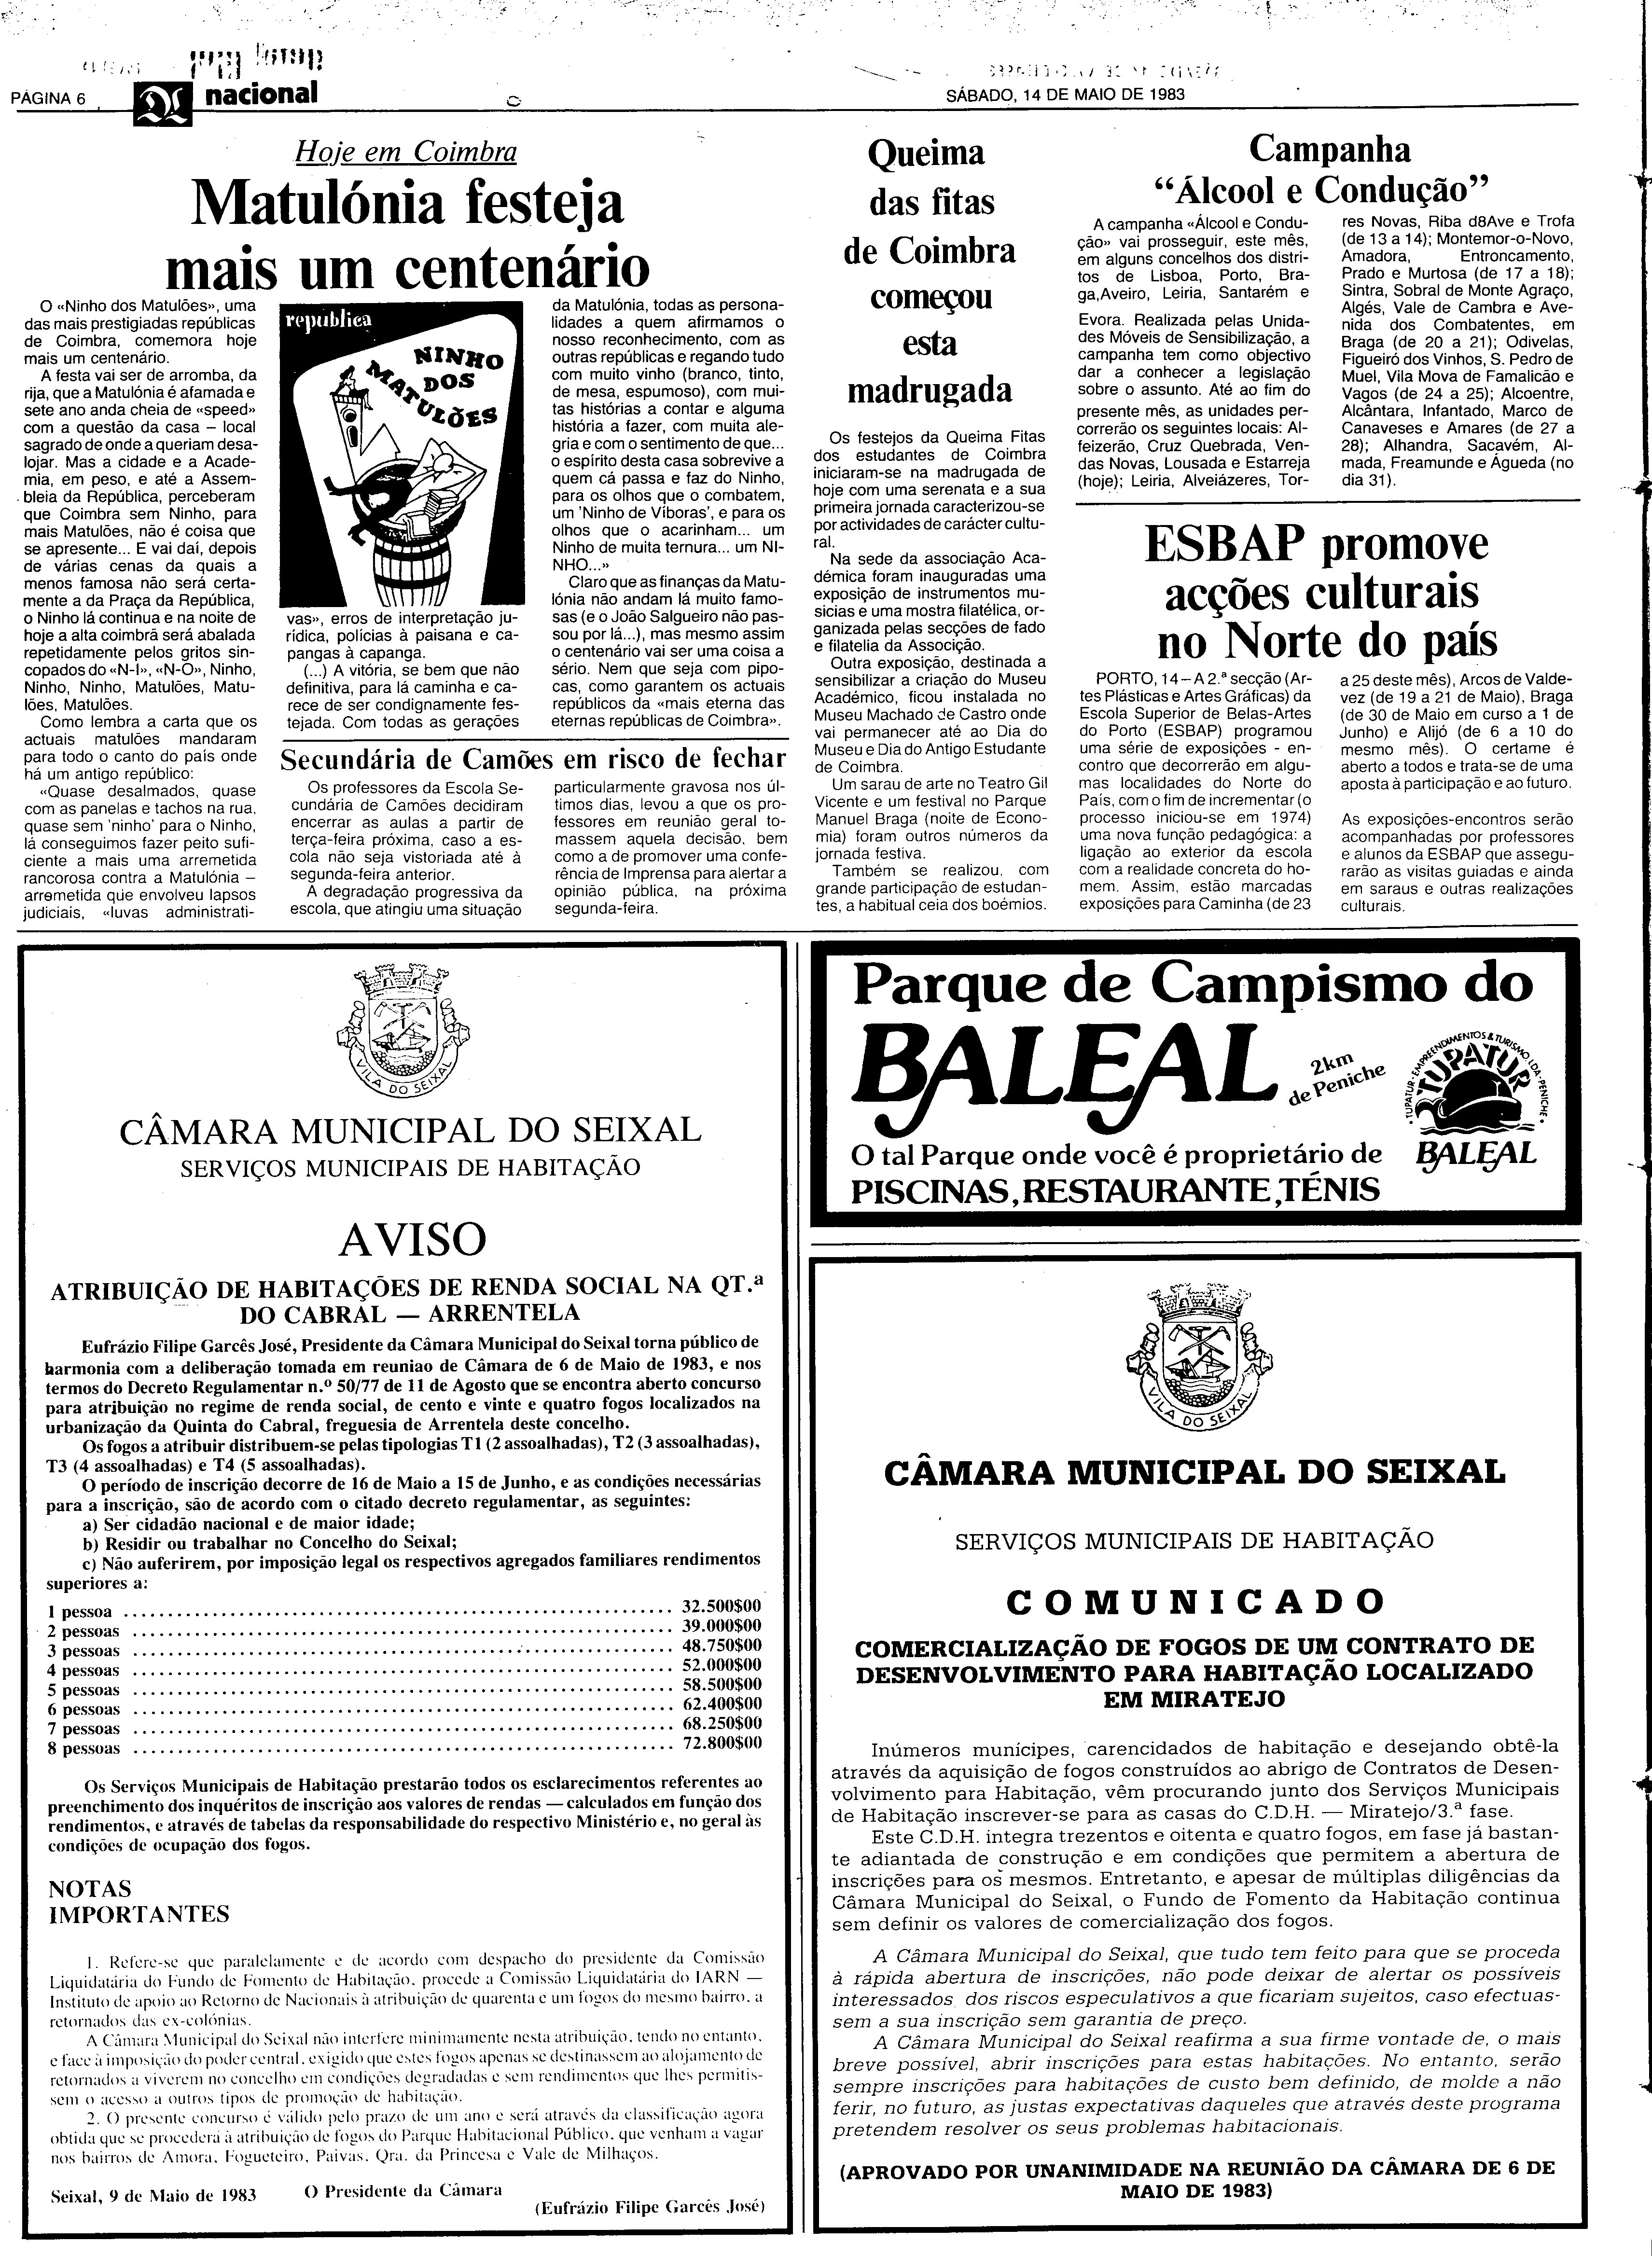 PÁGINA 6
nacional
SÁBADO, 14 DE MAIO DE 1983
Hoje em Coimbra
Matulónia festeja
mais um centenário
O «Ninho dos Matulões», uma
das mais prestigiadas repúblicas
de Coimbra, comemora hoje
mais um centenário.
A festa vai ser de arromba, da
rija, que a Matulónia é afamada e
sete ano anda cheia de «speed»
com a questão da casa – local
sagrado de onde a queriam desa-
lojar. Mas a cidade e a Acade-
mia, em peso, e até a Assem-
bleia da República, perceberam
que Coimbra sem Ninho, para
mais Matulões, não é coisa que
se apresente... E vai daí, depois
de várias cenas da quais a
menos famosa não será certa-
mente a da Praça da República,
o Ninho lá continua e na noite de
hoje a alta coimbrã será abalada
repetidamente pelos gritos sin-
copados do «N-I», «N-O», Ninho,
Ninho, Ninho, Matulões, Matu-
lões, Matulões.
Como lembra a carta que os
actuais matulões mandaram
para todo o canto do país onde
há um antigo repúblico:
«Quase desalmados, quase
com as panelas e tachos na rua,
quase sem 'ninho' para o Ninho,
lá conseguimos fazer peito sufi-
ciente a mais uma arremetida
rancorosa contra a Matulónia –
arremetida que envolveu lapsos
judiciais, «luvas administrati-
república
NINHO
DOS
MATULÕES
vas», erros de interpretação ju-
rídica, polícias à paisana e ca-
pangas à capanga.
(...) A vitória, se bem que não
definitiva, para lá caminha e ca-
rece de ser condignamente fes-
tejada. Com todas as gerações
da Matulónia, todas as persona-
lidades a quem afirmamos o
nosso reconhecimento, com as
outras repúblicas e regando tudo
com muito vinho (branco, tinto,
de mesa, espumoso), com mui-
tas histórias a contar e alguma
história a fazer, com muita ale-
gria e com o sentimento de que...
o espírito desta casa sobrevive a
quem cá passa e faz do Ninho,
para os olhos que o combatem,
um 'Ninho de Víboras', e para os
olhos que o acarinham... um
Ninho de muita ternura... um NI-
NHO...»
Claro que as finanças da Matu-
lónia não andam lá muito famo-
sas (e o João Salgueiro não pas-
sou por lá...), mas mesmo assim
o centenário vai ser uma coisa a
sério. Nem que seja com pipo-
cas, como garantem os actuais
repúblicos da «mais eterna das
eternas repúblicas de Coimbra».
Secundária de Camões em risco de fechar
Os professores da Escola Se-
cundária de Camões decidiram
encerrar as aulas a partir de
terça-feira próxima, caso a es-
cola não seja vistoriada até à
segunda-feira anterior.
A degradação progressiva da
escola, que atingiu uma situação
particularmente gravosa nos úl-
timos dias, levou a que os pro-
fessores em reunião geral to-
massem aquela decisão, bem
como a de promover uma confe-
rência de Imprensa para alertar a
opinião pública, na próxima
segunda-feira.
Queima
das fitas
de Coimbra
começou
esta
madrugada
Os festejos da Queima Fitas
dos estudantes de Coimbra
iniciaram-se na madrugada de
hoje com uma serenata e a sua
primeira jornada caracterizou-se
por actividades de carácter cultu-
ral.
Na sede da associação Aca-
démica foram inauguradas uma
exposição de instrumentos mu-
sicias e uma mostra filatélica, or-
ganizada pelas secções de fado
e filatelia da Associção.
Outra exposição, destinada a
sensibilizar a criação do Museu
Académico, ficou instalada no
Museu Machado de Castro onde
vai permanecer até ao Dia do
Museu e Dia do Antigo Estudante
de Coimbra.
Um sarau de arte no Teatro Gil
Vicente e um festival no Parque
Manuel Braga (noite de Econo-
mia) foram outros números da
jornada festiva.
Também se realizou, com
grande participação de estudan-
tes, a habitual ceia dos boémios.
Campanha
“Álcool e Condução”
A campanha «Álcool e Condu-
ção» vai prosseguir, este mês,
em alguns concelhos dos distri-
tos de Lisboa, Porto, Bra-
ga,Aveiro, Leiria, Santarém e
Evora. Realizada pelas Unida-
des Móveis de Sensibilização, a
campanha tem como objectivo
dar a conhecer a legislação
sobre o assunto. Até ao fim do
presente mês, as unidades per-
correrão os seguintes locais: Al-
feizerão, Cruz Quebrada, Ven-
das Novas, Lousada e Estarreja
(hoje); Leiria, Alveiázeres, Tor-
res Novas, Riba d8Ave e Trofa
(de 13 a 14); Montemor-o-Novo,
Amadora, Entroncamento,
Prado e Murtosa (de 17 a 18);
Sintra, Sobral de Monte Agraço,
Algés, Vale de Cambra e Ave-
nida dos Combatentes, em
Braga (de 20 a 21); Odivelas,
Figueiró dos Vinhos, S. Pedro de
Muel, Vila Mova de Famalicão e
Vagos (de 24 a 25); Alcoentre,
Alcântara, Infantado, Marco de
Canaveses e Amares (de 27 a
28); Alhandra, Sacavém, Al-
mada, Freamunde e Águeda (no
dia 31).
ESBAP promove
acções culturais
no Norte do país
PORTO, 14 – A 2.ª secção (Ar-
tes Plásticas e Artes Gráficas) da
Escola Superior de Belas-Artes
do Porto (ESBAP) programou
uma série de exposições - en-
contro que decorrerão em algu-
mas localidades do Norte do
País, com o fim de incrementar (o
processo iniciou-se em 1974)
uma nova função pedagógica: a
ligação ao exterior da escola
com a realidade concreta do ho-
mem. Assim, estão marcadas
exposições para Caminha (de 23
a 25 deste mês), Arcos de Valde-
vez (de 19 a 21 de Maio), Braga
(de 30 de Maio em curso a 1 de
Junho) e Alijó (de 6 a 10 do
mesmo mês). O certame é
aberto a todos e trata-se de uma
aposta à participação e ao futuro.
As exposições-encontros serão
acompanhadas por professores
e alunos da ESBAP que assegu-
rarão as visitas guiadas e ainda
em saraus e outras realizações
culturais.
VILA DO SEIXAL
CÂMARA MUNICIPAL DO SEIXAL
SERVIÇOS MUNICIPAIS DE HABITAÇÃO
AVISO
ATRIBUIÇÃO DE HABITAÇÕES DE RENDA SOCIAL NA QT.ª
DO CABRAL — ARRENTELA
Eufrázio Filipe Garcês José, Presidente da Câmara Municipal do Seixal torna público de
harmonia com a deliberação tomada em reuniao de Câmara de 6 de Maio de 1983, e nos
termos do Decreto Regulamentar n.º 50/77 de 11 de Agosto que se encontra aberto concurso
para atribuição no regime de renda social, de cento e vinte e quatro fogos localizados na
urbanização da Quinta do Cabral, freguesia de Arrentela deste concelho.
Os fogos a atribuir distribuem-se pelas tipologias T1 (2 assoalhadas), T2 (3 assoalhadas),
T3 (4 assoalhadas) e T4 (5 assoalhadas).
O período de inscrição decorre de 16 de Maio a 15 de Junho, e as condições necessárias
para a inscrição, são de acordo com o citado decreto regulamentar, as seguintes:
a) Ser cidadão nacional e de maior idade;
b) Residir ou trabalhar no Concelho do Seixal;
c) Não auferirem, por imposição legal os respectivos agregados familiares rendimentos
superiores a:
1 pessoa ........ 32.500$00
2 pessoas ........ 39.000$00
3 pessoas ........ 48.750$00
4 pessoas ........ 52.000$00
5 pessoas ........ 58.500$00
6 pessoas ........ 62.400$00
7 pessoas ........ 68.250$00
8 pessoas ........ 72.800$00
Os Serviços Municipais de Habitação prestarão todos os esclarecimentos referentes ao
preenchimento dos inquéritos de inscrição aos valores de rendas — calculados em função dos
rendimentos, e através de tabelas da responsabilidade do respectivo Ministério e, no geral às
condições de ocupação dos fogos.
NOTAS
IMPORTANTES
1. Refere-se que paralelamente e de acordo com despacho do presidente da Comissão
Liquidatária do Fundo de Fomento de Habitação, procede a Comissão Liquidatária do IARN —
Instituto de apoio ao Retorno de Nacionais à atribuição de quarenta e um fogos do mesmo bairro, a
retornados das ex-colónias.
A Câmara Municipal do Seixal não interfere minimamente nesta atribuição, tendo no entanto,
e face à imposição do poder central, exigido que estes fogos apenas se destinassem ao alojamento de
retornados a viverem no concelho em condições degradadas e sem rendimentos que lhes permitis-
sem o acesso a outros tipos de promoção de habitação.
2. O presente concurso é válido pelo prazo de um ano e será através da classificação agora
obtida que se procederá à atribuição de fogos do Parque Habitacional Público, que venham a vagar
nos bairros de Amora, Fogueteiro, Paivas, Qra. da Princesa e Vale de Milhaços.
Seixal, 9 de Maio de 1983
O Presidente da Câmara
(Eufrázio Filipe Garcês José)
Parque de Campismo do
BALEAL
2km
de Peniche
TUPATUR · EMPREENDIMENTOS & TURISMO LDA · PENICHE ·
TUPATUR
BALEAL
O tal Parque onde você é proprietário de
PISCINAS, RESTAURANTE, TÉNIS
VILA DO SEIXAL
CÂMARA MUNICIPAL DO SEIXAL
SERVIÇOS MUNICIPAIS DE HABITAÇÃO
COMUNICADO
COMERCIALIZAÇÃO DE FOGOS DE UM CONTRATO DE
DESENVOLVIMENTO PARA HABITAÇÃO LOCALIZADO
EM MIRATEJO
Inúmeros munícipes, carencidados de habitação e desejando obtê-la
através da aquisição de fogos construídos ao abrigo de Contratos de Desen-
volvimento para Habitação, vêm procurando junto dos Serviços Municipais
de Habitação inscrever-se para as casas do C.D.H. — Miratejo/3.ª fase.
Este C.D.H. integra trezentos e oitenta e quatro fogos, em fase já bastan-
te adiantada de construção e em condições que permitem a abertura de
inscrições para os mesmos. Entretanto, e apesar de múltiplas diligências da
Câmara Municipal do Seixal, o Fundo de Fomento da Habitação continua
sem definir os valores de comercialização dos fogos.
A Câmara Municipal do Seixal, que tudo tem feito para que se proceda
à rápida abertura de inscrições, não pode deixar de alertar os possíveis
interessados dos riscos especulativos a que ficariam sujeitos, caso efectuas-
sem a sua inscrição sem garantia de preço.
A Câmara Municipal do Seixal reafirma a sua firme vontade de, o mais
breve possível, abrir inscrições para estas habitações. No entanto, serão
sempre inscrições para habitações de custo bem definido, de molde a não
ferir, no futuro, as justas expectativas daqueles que através deste programa
pretendem resolver os seus problemas habitacionais.
(APROVADO POR UNANIMIDADE NA REUNIÃO DA CÂMARA DE 6 DE
MAIO DE 1983)